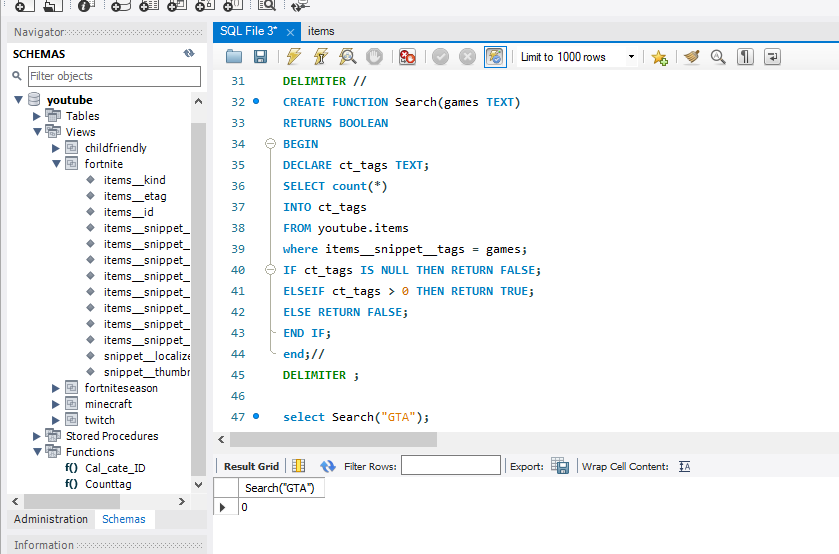 Navigator
SCHEMAS
Filter objects
youtube
Tables
Views
childfriendly
fortnite
items__kind
items__etag
items__id
items__snippet_
items__snippet_
items__snippet_
items__snippet_
items__snippet_
items__snippet_
items__snippet_
items__snippet_
snippet__localize
snippet__thumbn
fortniteseason
minecraft
twitch
Stored Procedures
Functions
f() Cal_cate_ID
f() Counttag
Administration Schemas
Information
SQL File 3* items
Limit to 1000 rows
31 DELIMITER //
32 CREATE FUNCTION Search(games TEXT)
33 RETURNS BOOLEAN
34 BEGIN
35 DECLARE ct_tags TEXT;
36 SELECT count(*)
37 INTO ct_tags
38 FROM youtube.items
39 where items__snippet__tags = games;
40 IF ct_tags IS NULL THEN RETURN FALSE;
41 ELSEIF ct_tags > 0 THEN RETURN TRUE;
42 ELSE RETURN FALSE;
43 END IF;
44 end;//
45 DELIMITER ;
46
47 select Search("GTA");
Result Grid Filter Rows: Export: Wrap Cell Content:
Search("GTA")
0